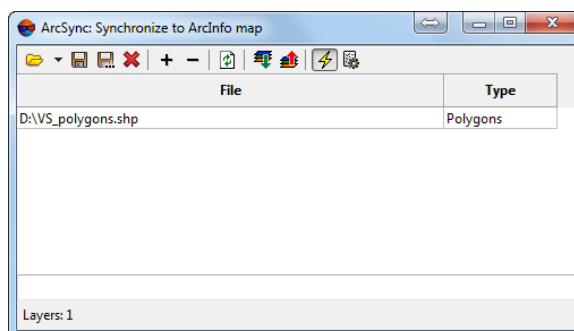 ArcSync: Synchronize to ArcInfo map
File Type
D:\VS_polygons.shp Polygons
Layers: 1